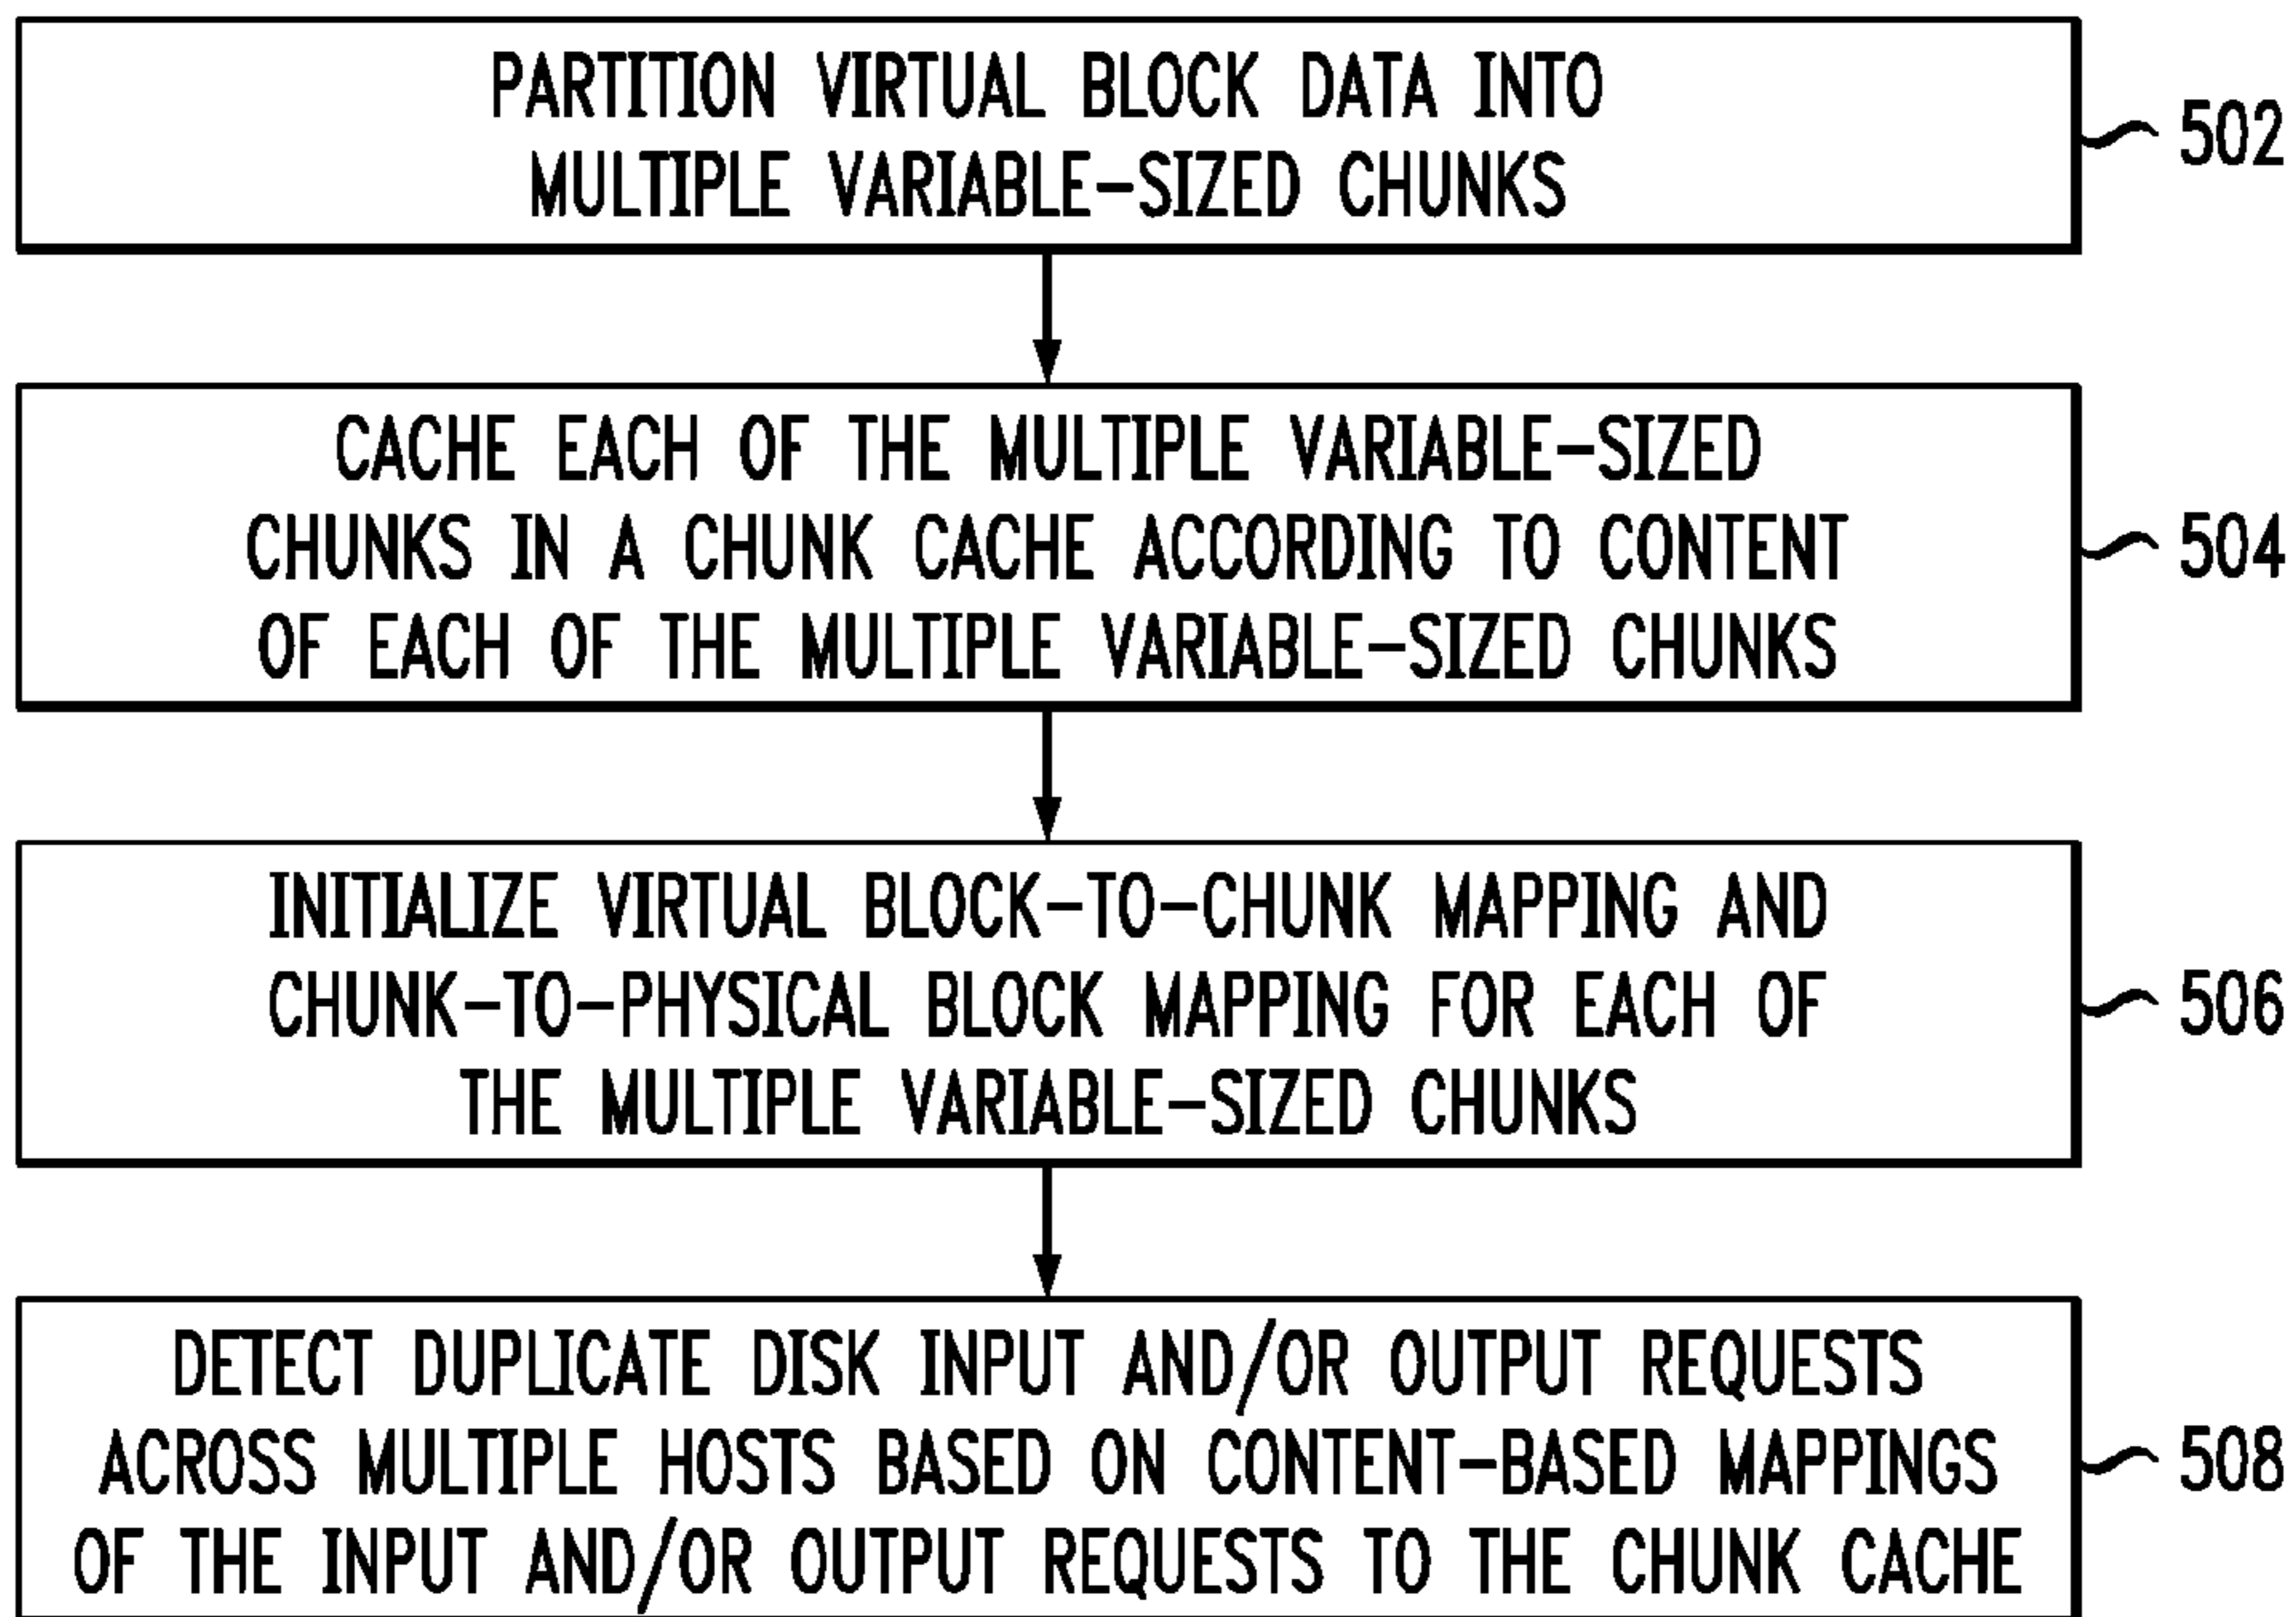 PARTITION VIRTUAL BLOCK DATA INTO
MULTIPLE VARIABLE-SIZED CHUNKS
502
CACHE EACH OF THE MULTIPLE VARIABLE-SIZED
CHUNKS IN A CHUNK CACHE ACCORDING TO CONTENT
OF EACH OF THE MULTIPLE VARIABLE-SIZED CHUNKS
504
INITIALIZE VIRTUAL BLOCK-TO-CHUNK MAPPING AND
CHUNK-TO-PHYSICAL BLOCK MAPPING FOR EACH OF
THE MULTIPLE VARIABLE-SIZED CHUNKS
506
DETECT DUPLICATE DISK INPUT AND/OR OUTPUT REQUESTS
ACROSS MULTIPLE HOSTS BASED ON CONTENT-BASED MAPPINGS
OF THE INPUT AND/OR OUTPUT REQUESTS TO THE CHUNK CACHE
508